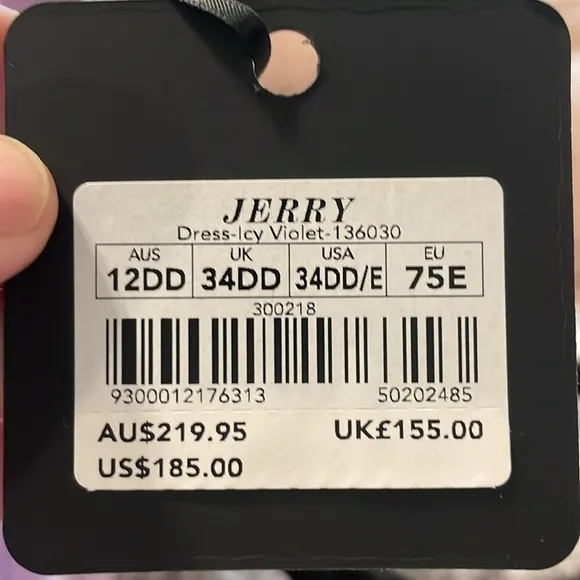 JERRY
Dress-Icy Violet-136030
AUS UK USA EU
12DD 34DD 34DD/E 75E
300218
9300012176313 50202485
AU$219.95 UK£155.00
US$185.00